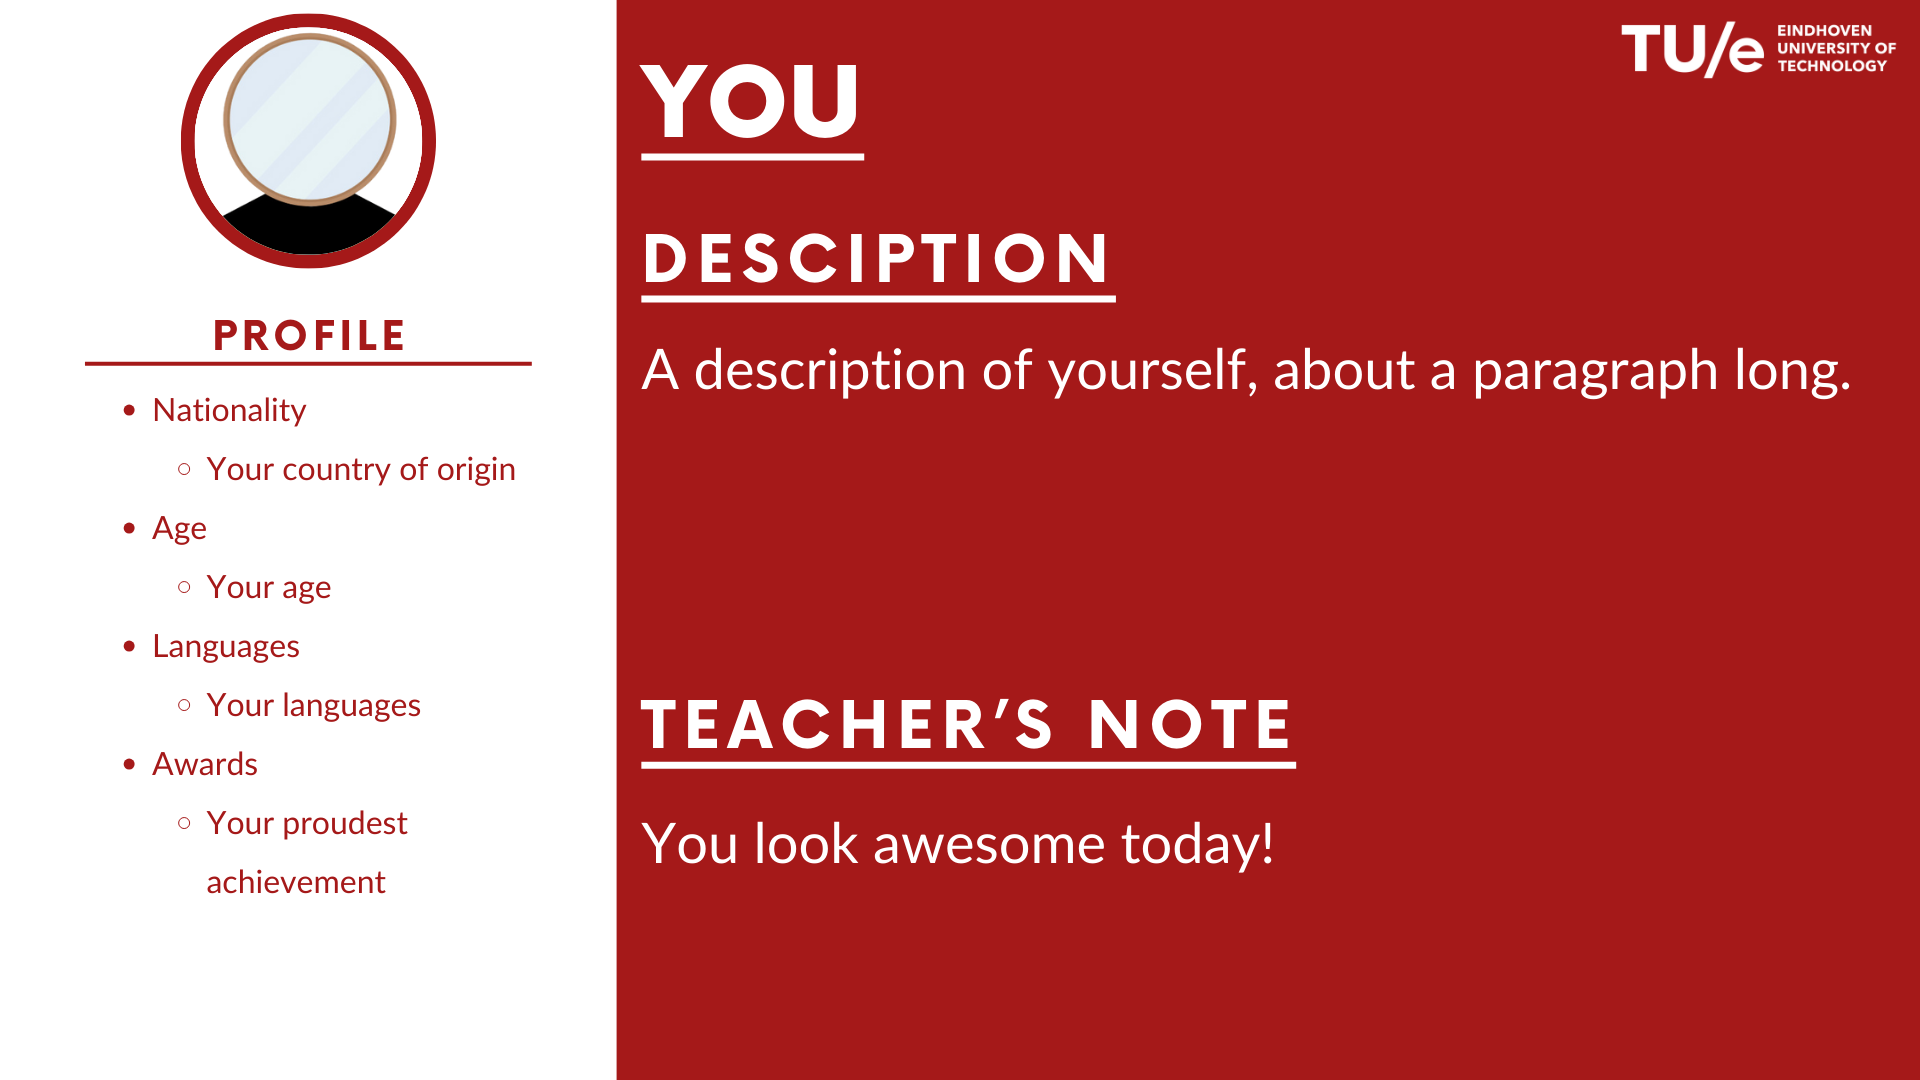 PROFILE
• Nationality
○ Your country of origin
• Age
○ Your age
• Languages
○ Your languages
• Awards
○ Your proudest
achievement
YOU
DESCIPTION
A description of yourself, about a paragraph long.
TEACHER’S NOTE
You look awesome today!
TU/e
EINDHOVEN
UNIVERSITY OF
TECHNOLOGY